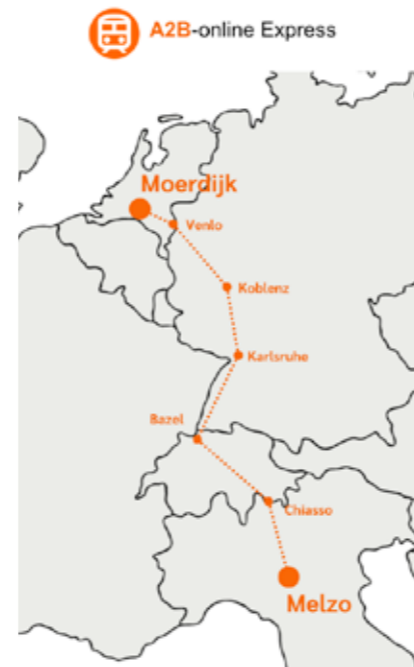 A2B-online Express
Moerdijk
Venlo
Koblenz
Karlsruhe
Bazel
Chiasso
Melzo